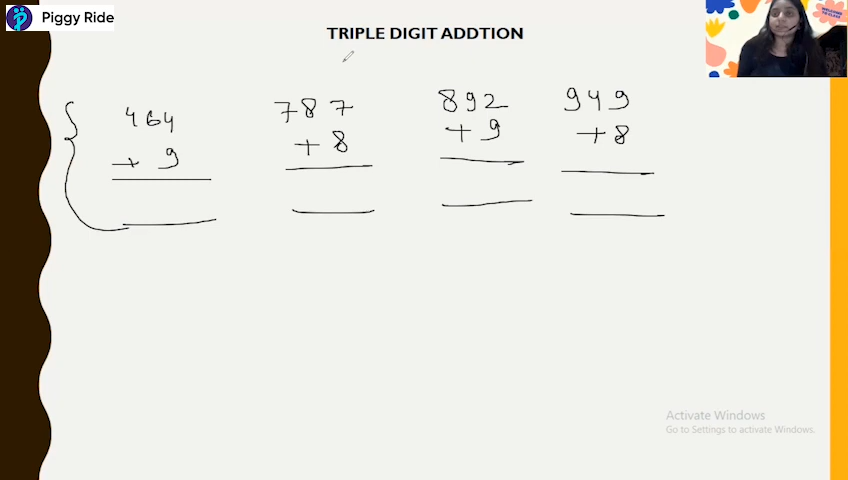 Piggy Ride
TRIPLE DIGIT ADDTION
WELCOME
464 787 892 949
+ 9 + 8 + 9 + 8
Activate Windows
Go to Settings to activate Windows.